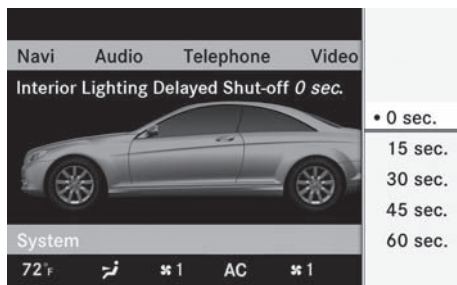 Navi Audio Telephone Video
Interior Lighting Delayed Shut-off 0 sec.
• 0 sec.
15 sec.
30 sec.
45 sec.
60 sec.
System
72°F 1 AC 1